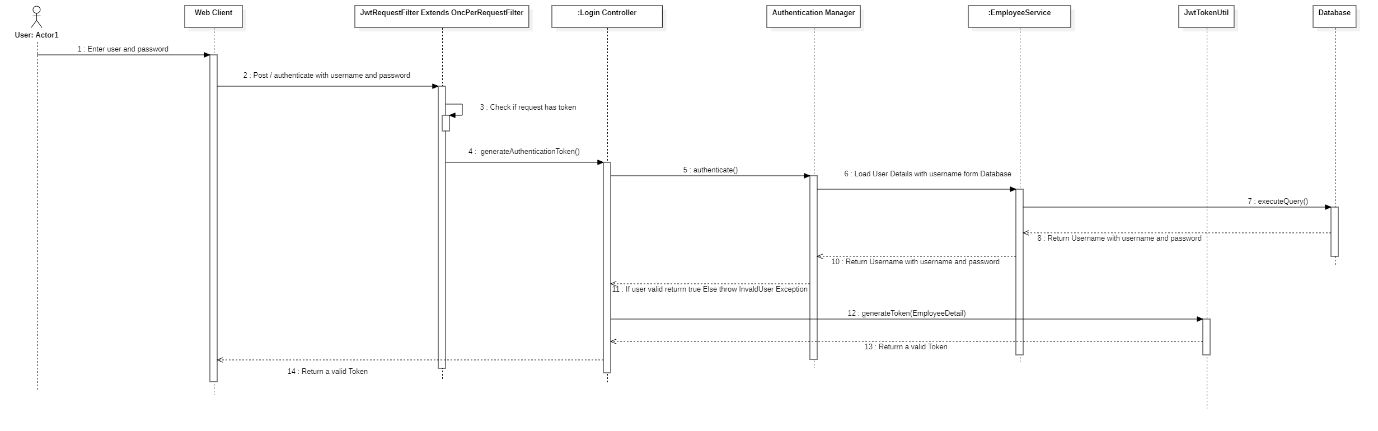 Web Client
JwtRequestFilter Extends OncPerRequestFilter
:Login Controller
Authentication Manager
:EmployeeService
JwtTokenUtil
Database
User: Actor1
1 : Enter user and password
2 : Post / authenticate with username and password
3 : Check if request has token
4 : generateAuthenticationToken()
5 : authenticate()
6 : Load User Details with username form Database
7 : executeQuery()
8 : Return Username with username and password
10 : Return Username with username and password
11 : If user valid returrn true Else throw InvaldUser Exception
12 : generateToken(EmployeeDetail)
13 : Returrn a valid Token
14 : Return a valid Token